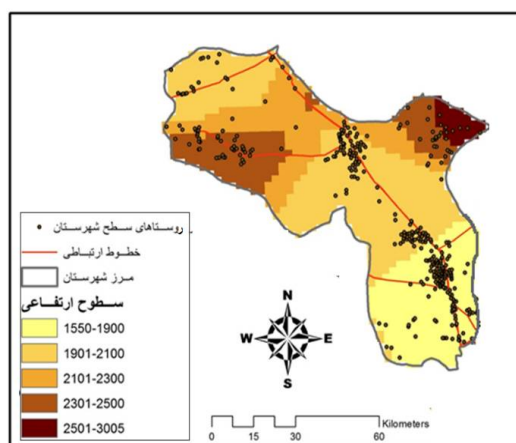 روستاهای سطح شهرستان
خطوط ارتباطی
مرز شهرستان
سطوح ارتفاعی
1550-1900
1901-2100
2101-2300
2301-2500
2501-3005
N
W E
S
Kilometers
0 15 30 60